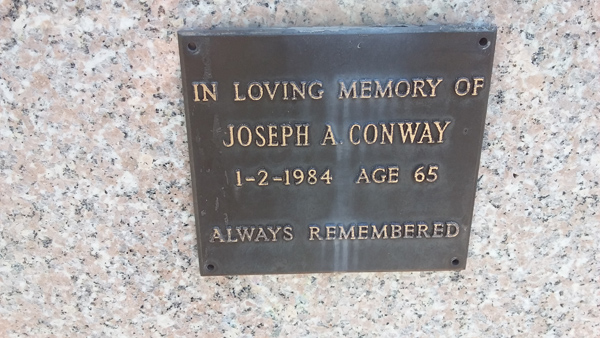 IN LOVING MEMORY OF
JOSEPH A. CONWAY
1-2-1984 AGE 65
ALWAYS REMEMBERED